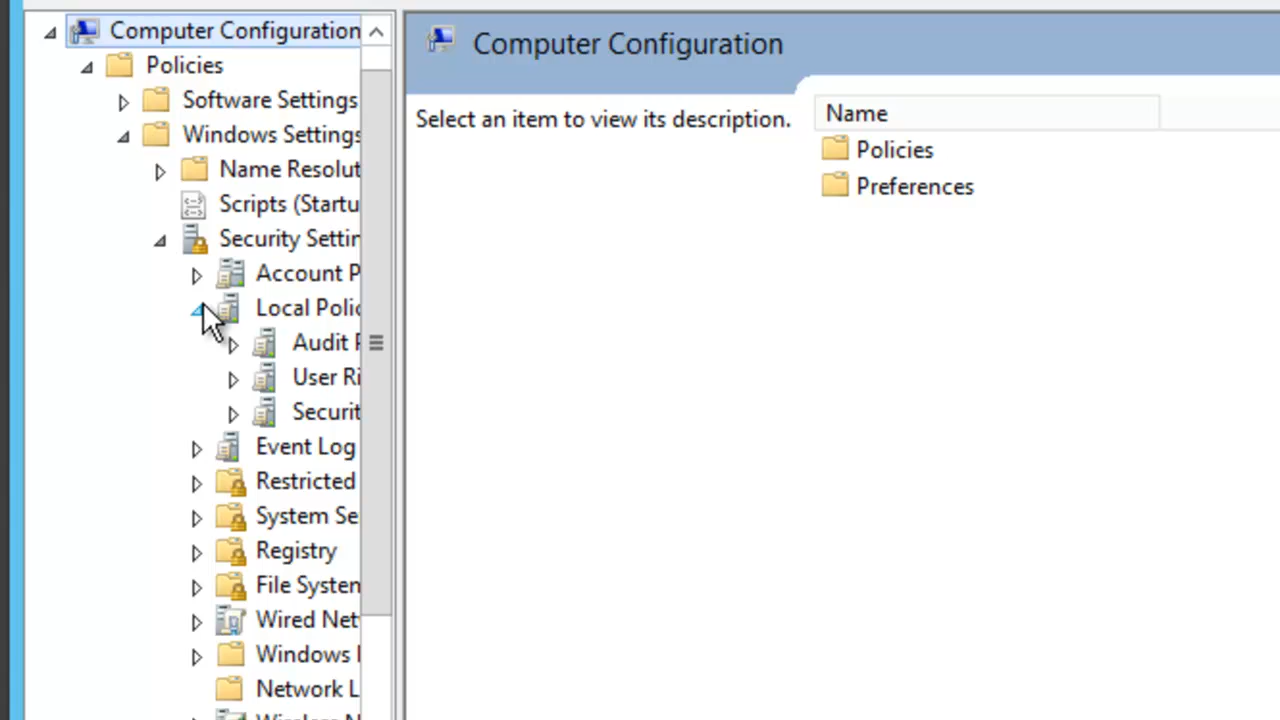 Computer Configuration
Policies
Software Settings
Windows Settings
Name Resolut
Scripts (Startu
Security Settin
Account P
Local Polic
Audit P
User Ri
Securit
Event Log
Restricted
System Se
Registry
File System
Wired Net
Windows
Network L
Computer Configuration
Select an item to view its description.
Name
Policies
Preferences